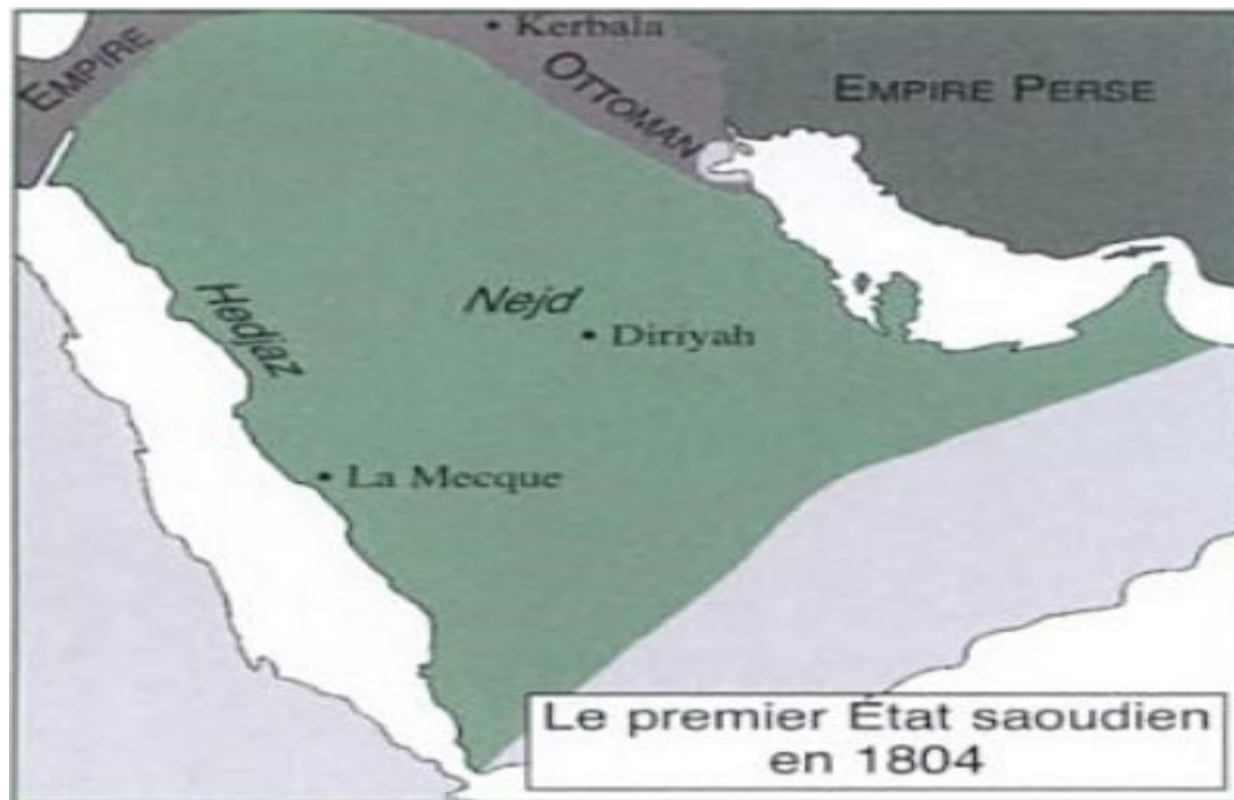 Kerbala
EMPIRE
OTTOMAN
EMPIRE PERSE
Hedjaz
Nejd
Diriyah
La Mecque
Le premier État saoudien
en 1804